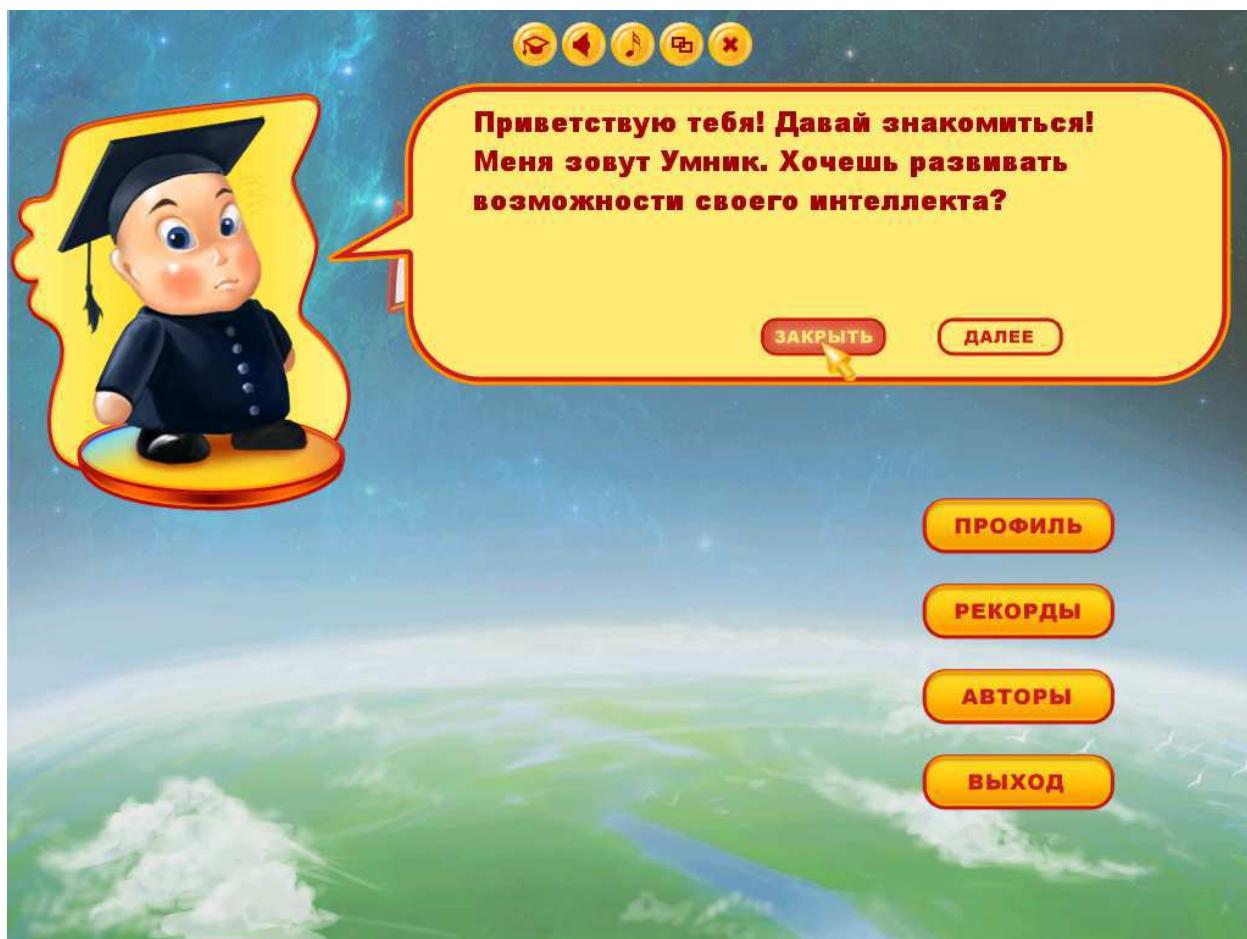 Приветствую тебя! Давай знакомиться!
Меня зовут Умник. Хочешь развивать
возможности своего интеллекта?
ЗАКРЫТЬ
ДАЛЕЕ
ПРОФИЛЬ
РЕКОРДЫ
АВТОРЫ
ВЫХОД